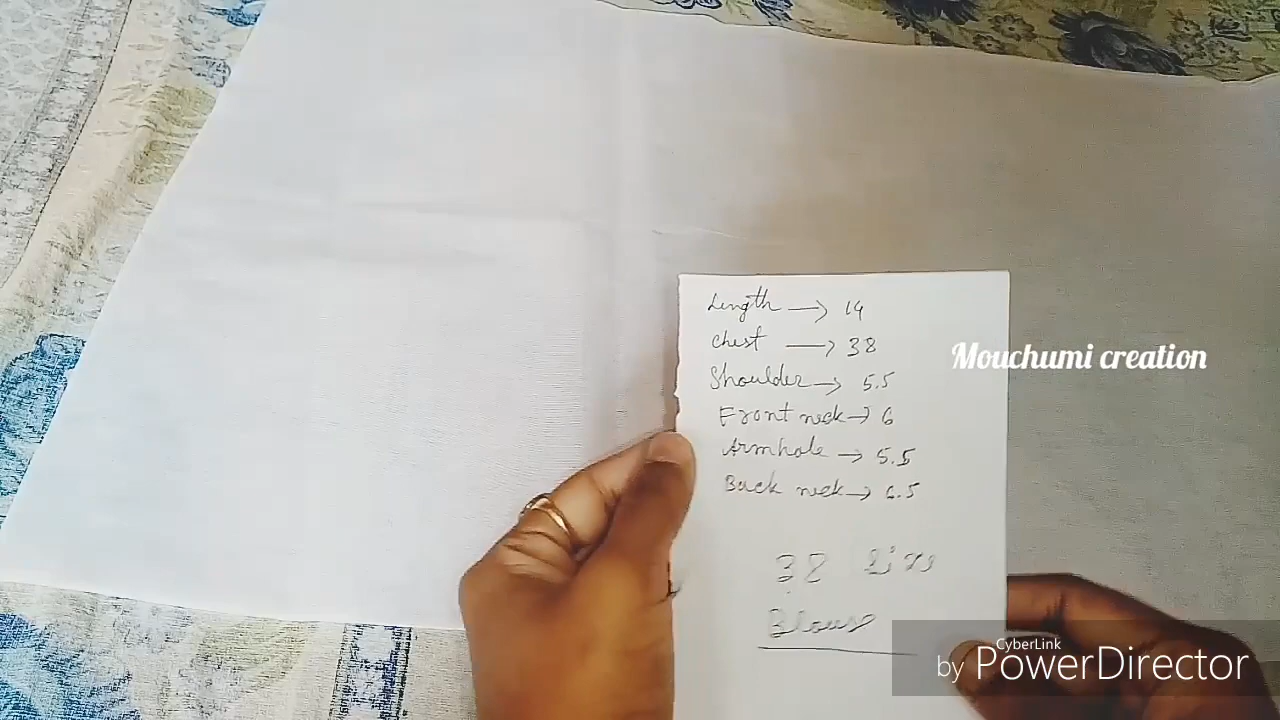 Length → 14
Chest → 38
Shoulder → 5.5
Front neck → 6
Armhole → 5.5
Back neck → 6.5
38 size
Blouse
Mouchumi creation
CyberLink
by PowerDirector